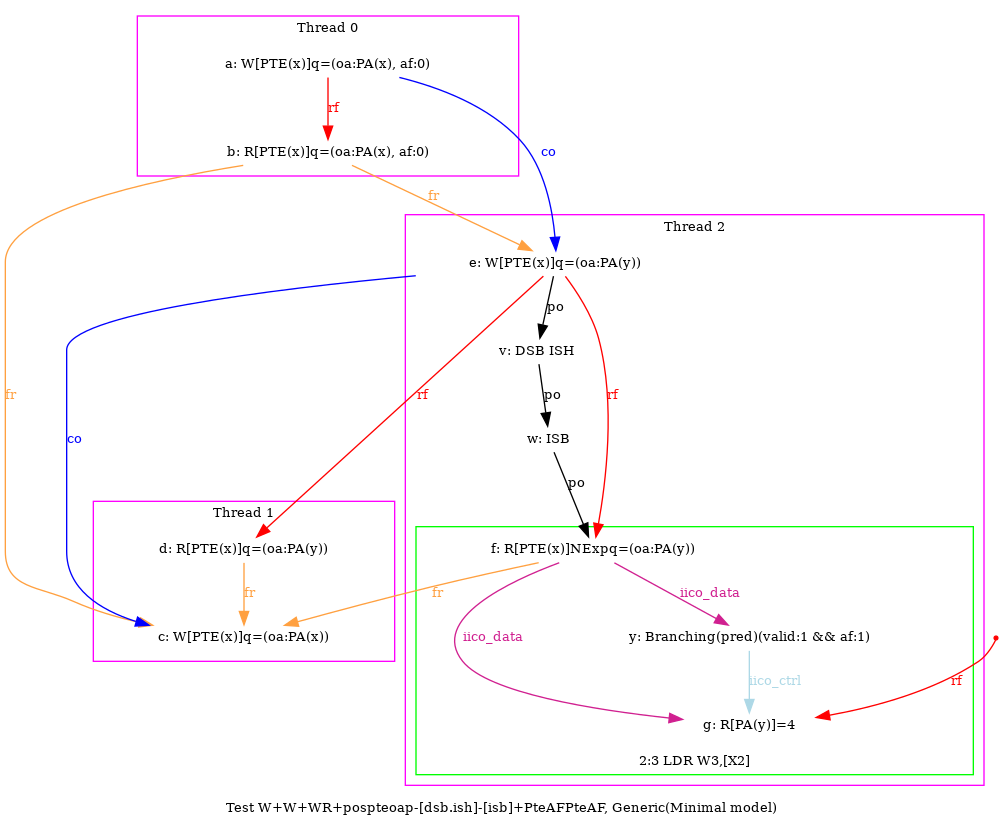 Thread 0
a: W[PTE(x)]q=(oa:PA(x), af:0)
rf
co
b: R[PTE(x)]q=(oa:PA(x), af:0)
fr
Thread 2
e: W[PTE(x)]q=(oa:PA(y))
po
v: DSB ISH
fr
rf
po
rf
co
w: ISB
po
Thread 1
d: R[PTE(x)]q=(oa:PA(y))
f: R[PTE(x)]NExpq=(oa:PA(y))
fr
fr
iico_data
c: W[PTE(x)]q=(oa:PA(x))
iico_data
y: Branching(pred)(valid:1 && af:1)
iico_ctrl
rf
g: R[PA(y)]=4
2:3 LDR W3,[X2]
Test W+W+WR+pospteoap-[dsb.ish]-[isb]+PteAFPteAF, Generic(Minimal model)